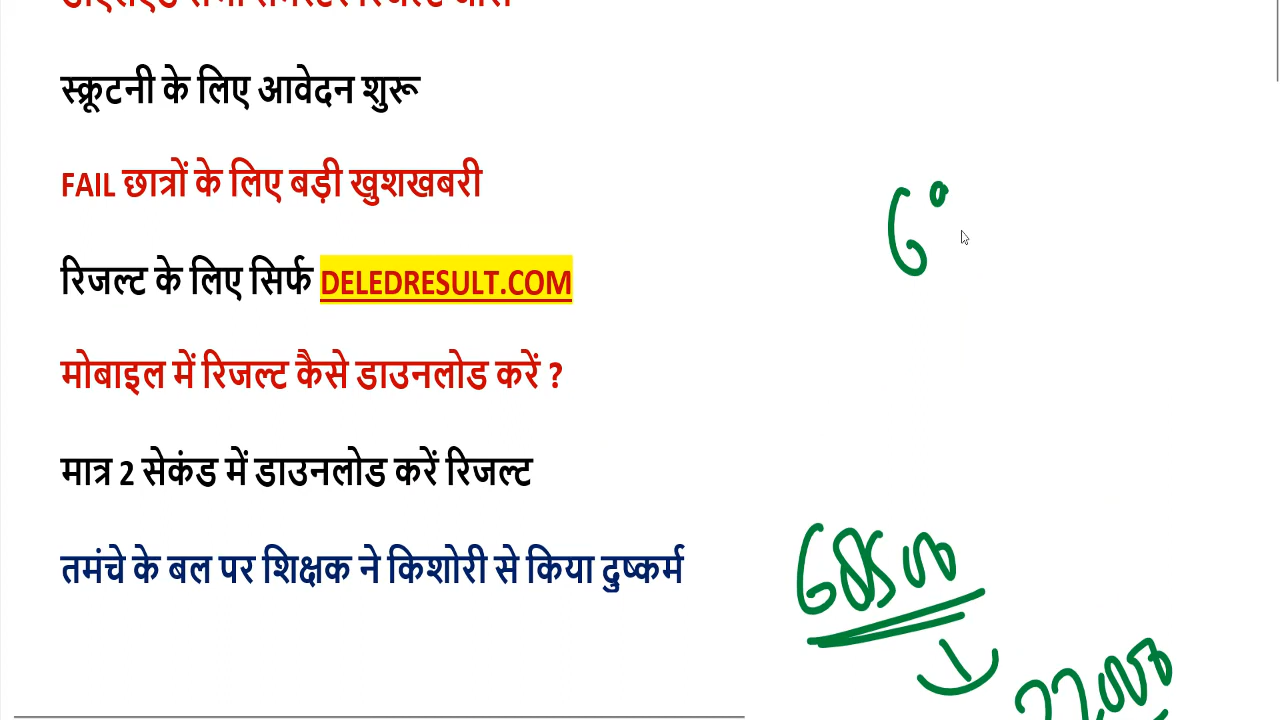 स्क्रूटनी के लिए आवेदन शुरू
FAIL छात्रों के लिए बड़ी खुशखबरी
रिजल्ट के लिए सिर्फ DELEDRESULT.COM
मोबाइल में रिजल्ट कैसे डाउनलोड करें ?
मात्र 2 सेकंड में डाउनलोड करें रिजल्ट
तमंचे के बल पर शिक्षक ने किशोरी से किया दुष्कर्म
68500